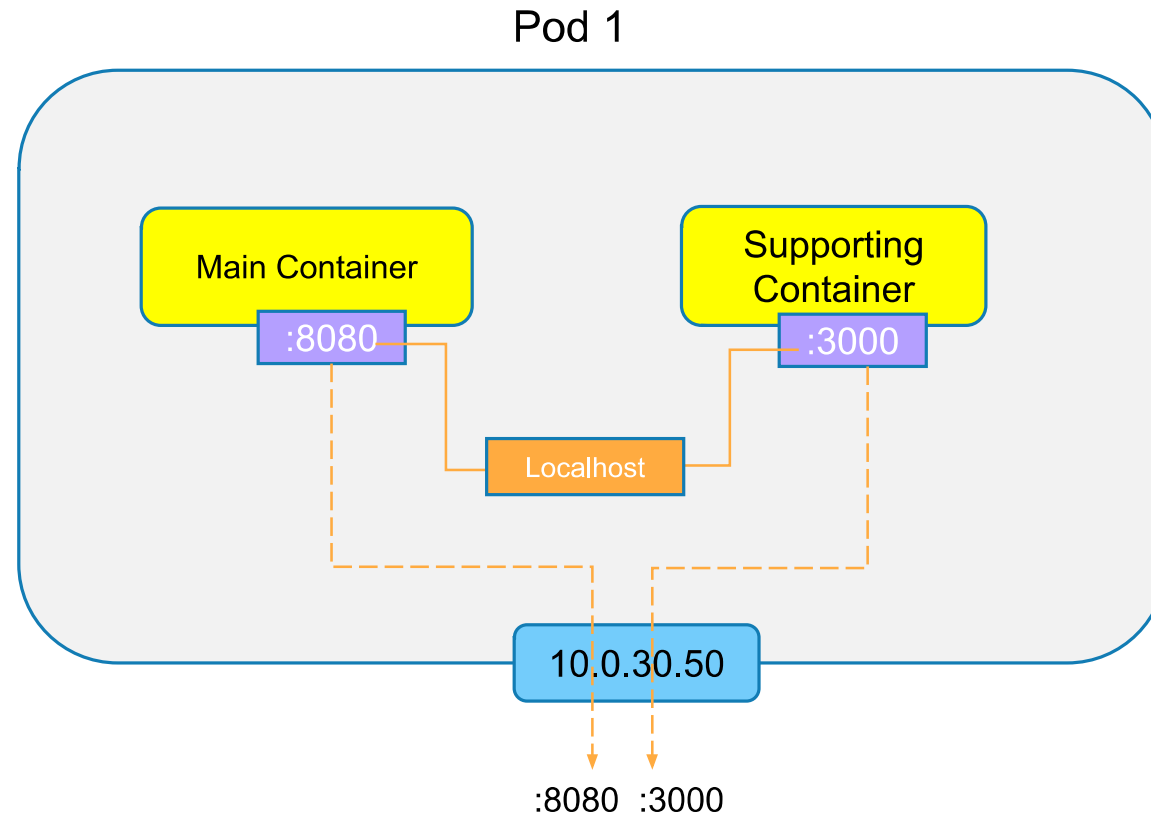 Pod 1
Main Container
Supporting
Container
:8080
:3000
Localhost
10.0.30.50
:8080 :3000